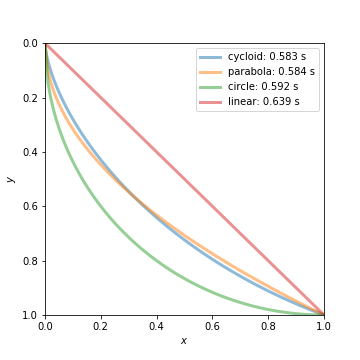 0.0
cycloid: 0.583 s
parabola: 0.584 s
circle: 0.592 s
linear: 0.639 s
0.2
0.4
y
0.6
0.8
1.0
0.0 0.2 0.4 0.6 0.8 1.0
x